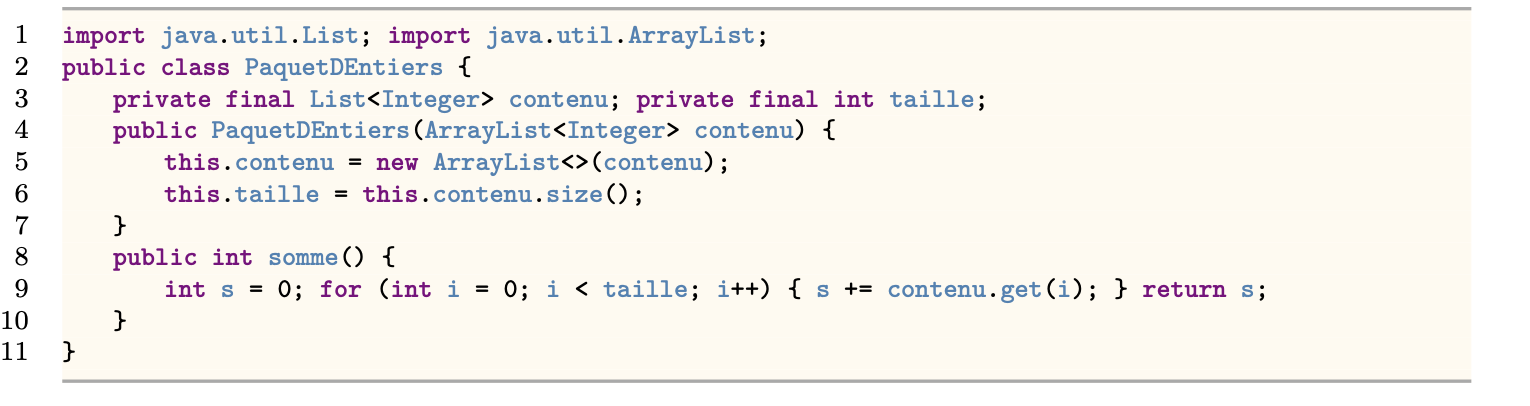 1 import java.util.List; import java.util.ArrayList;
2 public class PaquetDEntiers {
3 private final List<Integer> contenu; private final int taille;
4 public PaquetDEntiers(ArrayList<Integer> contenu) {
5 this.contenu = new ArrayList<>(contenu);
6 this.taille = this.contenu.size();
7 }
8 public int somme() {
9 int s = 0; for (int i = 0; i < taille; i++) { s += contenu.get(i); } return s;
10 }
11 }